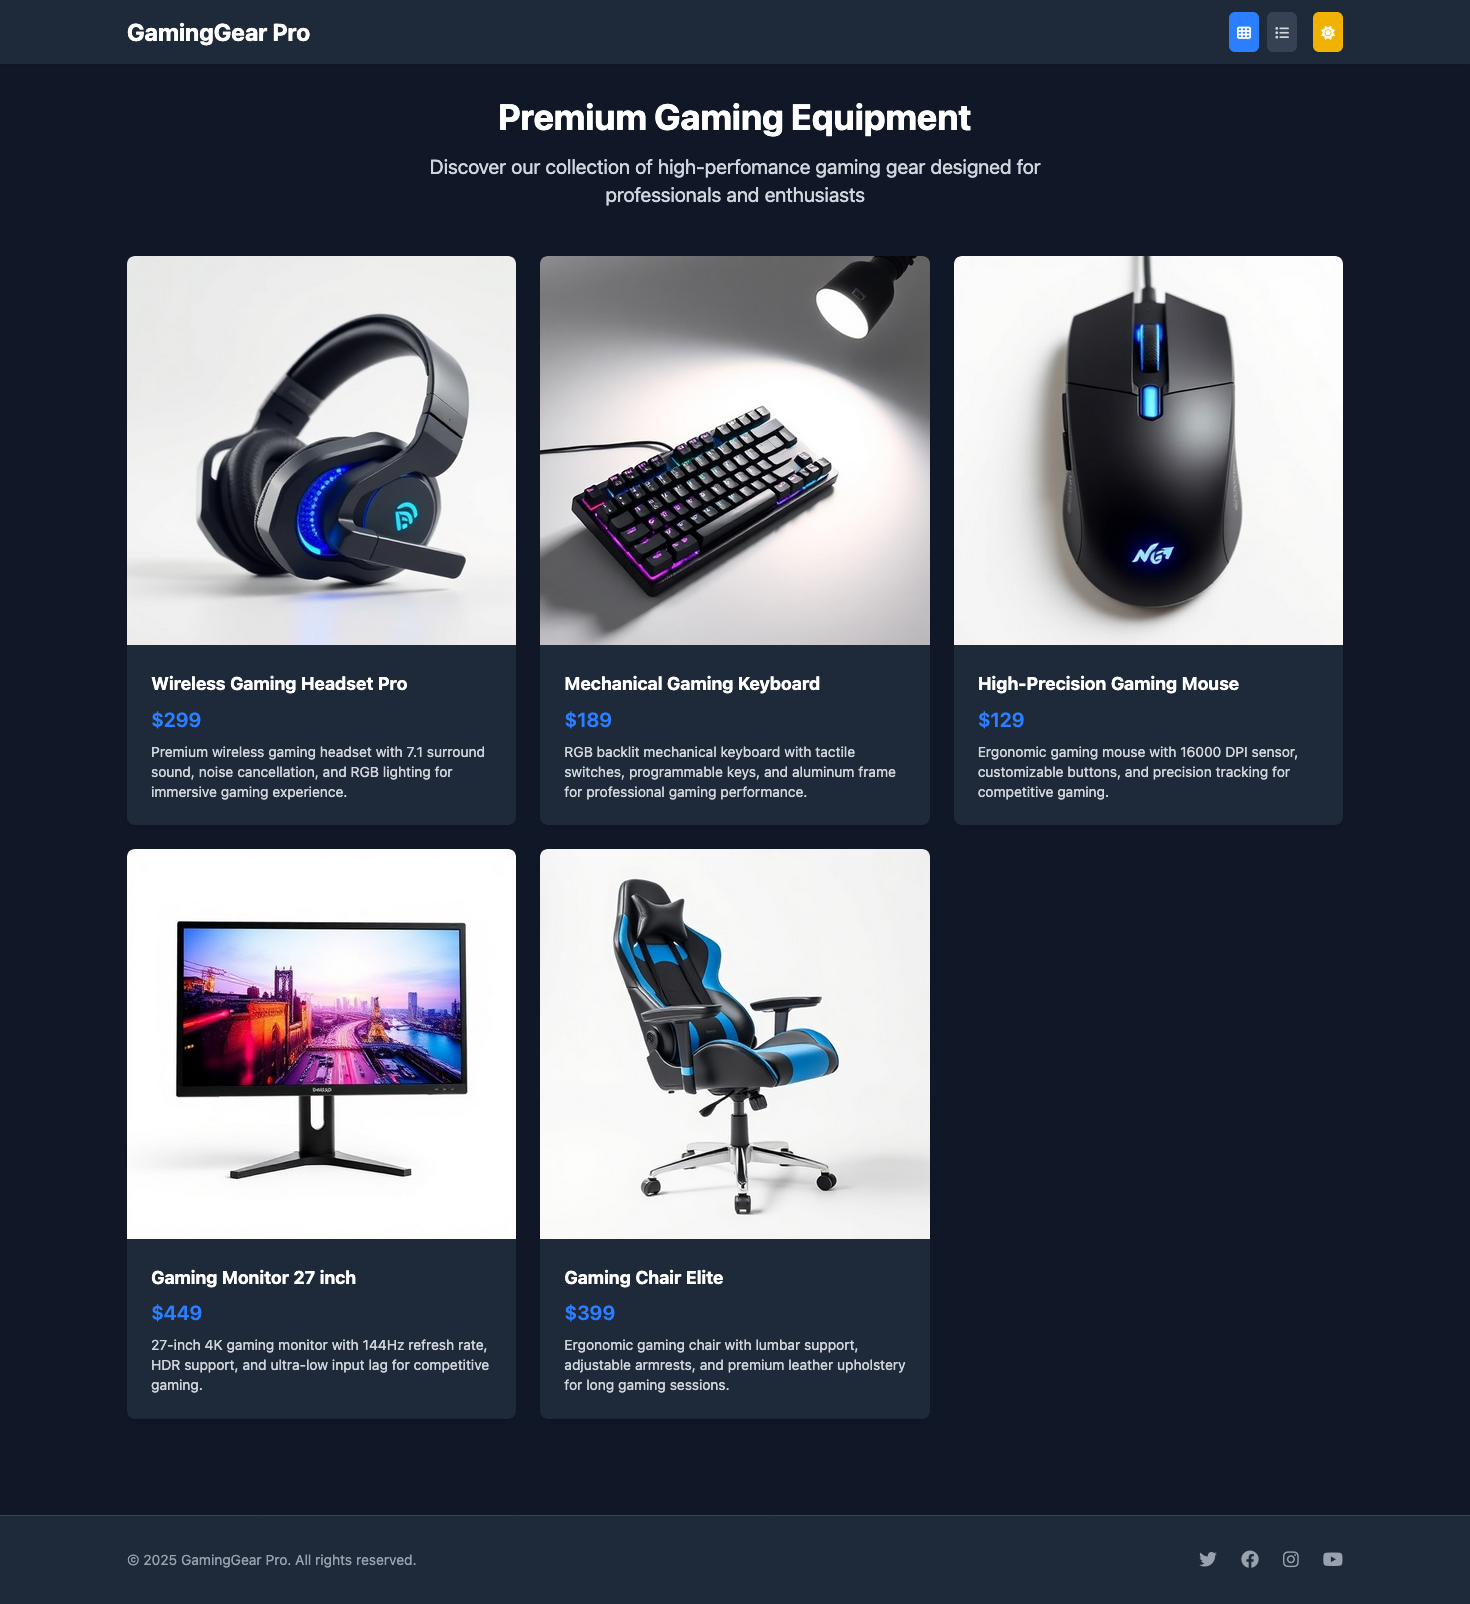 GamingGear Pro
Premium Gaming Equipment
Discover our collection of high-perfomance gaming gear designed for
professionals and enthusiasts
Wireless Gaming Headset Pro
$299
Premium wireless gaming headset with 7.1 surround
sound, noise cancellation, and RGB lighting for
immersive gaming experience.
Mechanical Gaming Keyboard
$189
RGB backlit mechanical keyboard with tactile
switches, programmable keys, and aluminum frame
for professional gaming performance.
High-Precision Gaming Mouse
$129
Ergonomic gaming mouse with 16000 DPI sensor,
customizable buttons, and precision tracking for
competitive gaming.
Gaming Monitor 27 inch
$449
27-inch 4K gaming monitor with 144Hz refresh rate,
HDR support, and ultra-low input lag for competitive
gaming.
Gaming Chair Elite
$399
Ergonomic gaming chair with lumbar support,
adjustable armrests, and premium leather upholstery
for long gaming sessions.
© 2025 GamingGear Pro. All rights reserved.